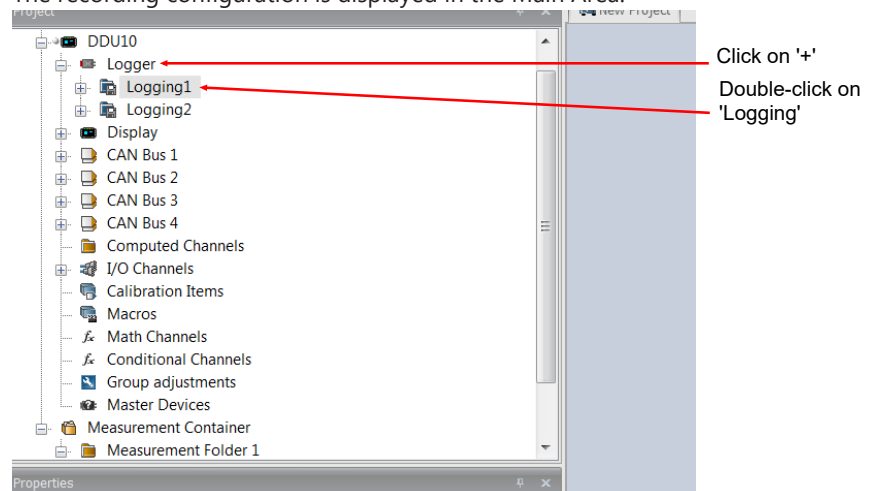 The recording configuration is displayed in the Main Area.
Project
New Project
DDU10
Logger
Logging1
Logging2
Display
CAN Bus 1
CAN Bus 2
CAN Bus 3
CAN Bus 4
Computed Channels
I/O Channels
Calibration Items
Macros
fx Math Channels
fx Conditional Channels
Group adjustments
Master Devices
Measurement Container
Measurement Folder 1
Properties
Click on '+'
Double-click on
'Logging'